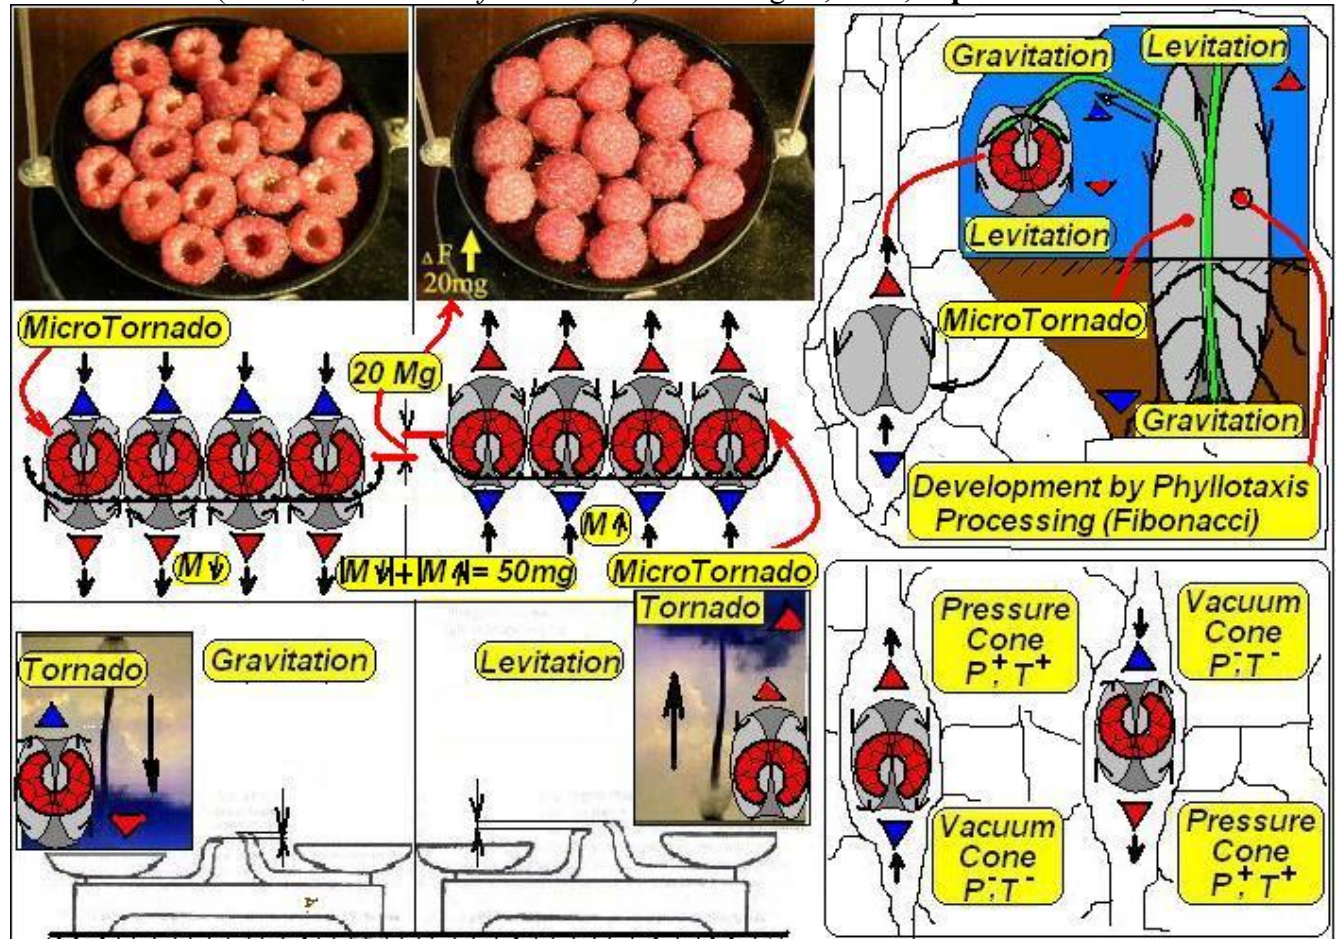 Gravitation
Levitation
Levitation
MicroTornado
Gravitation
Development by Phyllotaxis
Processing (Fibonacci)
Δ F
20mg
MicroTornado
20 Mg
M↓
M↑
|M↓|+|M↑|= 50mg
MicroTornado
Tornado
Gravitation
Levitation
Tornado
Pressure
Cone
P⁺, T⁺
Vacuum
Cone
P⁻, T⁻
Vacuum
Cone
P⁻, T⁻
Pressure
Cone
P⁺, T⁺